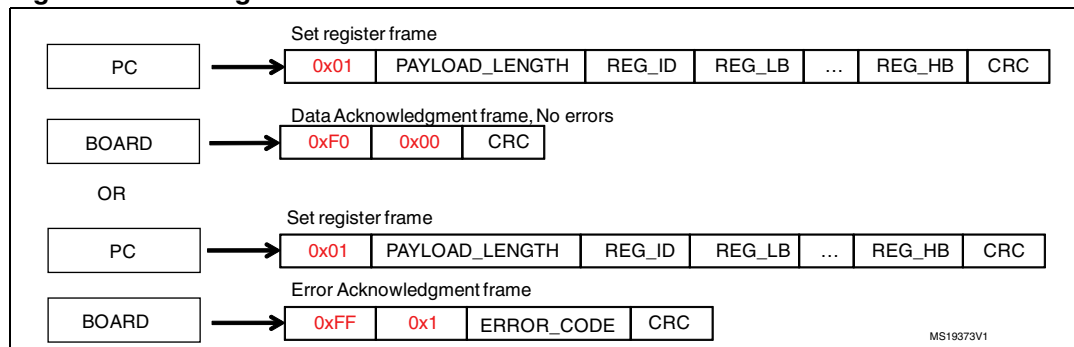 Set register frame
PC 0x01 PAYLOAD_LENGTH REG_ID REG_LB ... REG_HB CRC
Data Acknowledgment frame, No errors
BOARD 0xF0 0x00 CRC
OR
Set register frame
PC 0x01 PAYLOAD_LENGTH REG_ID REG_LB ... REG_HB CRC
Error Acknowledgment frame
BOARD 0xFF 0x1 ERROR_CODE CRC
MS19373V1